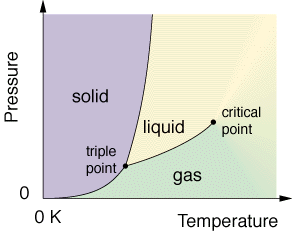 Pressure
solid
liquid
critical
point
triple
point
gas
0
0 K
Temperature